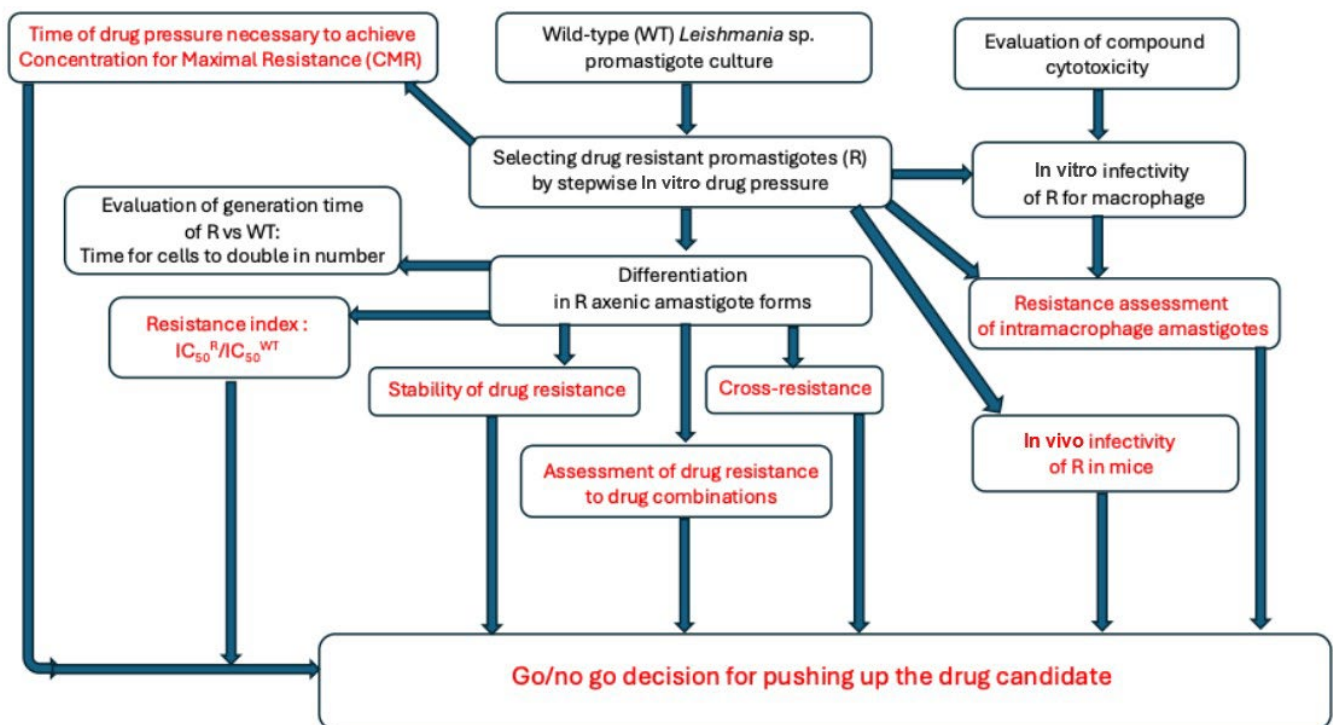 Time of drug pressure necessary to achieve
Concentration for Maximal Resistance (CMR)
Wild-type (WT) Leishmania sp.
promastigote culture
Evaluation of compound
cytotoxicity
Selecting drug resistant promastigotes (R)
by stepwise In vitro drug pressure
In vitro infectivity
of R for macrophage
Evaluation of generation time
of R vs WT:
Time for cells to double in number
Differentiation
in R axenic amastigote forms
Resistance assessment
of intramacrophage amastigotes
Resistance index :
IC₅₀ᴿ/IC₅₀ᵂᵀ
Stability of drug resistance
Cross-resistance
In vivo infectivity
of R in mice
Assessment of drug resistance
to drug combinations
Go/no go decision for pushing up the drug candidate